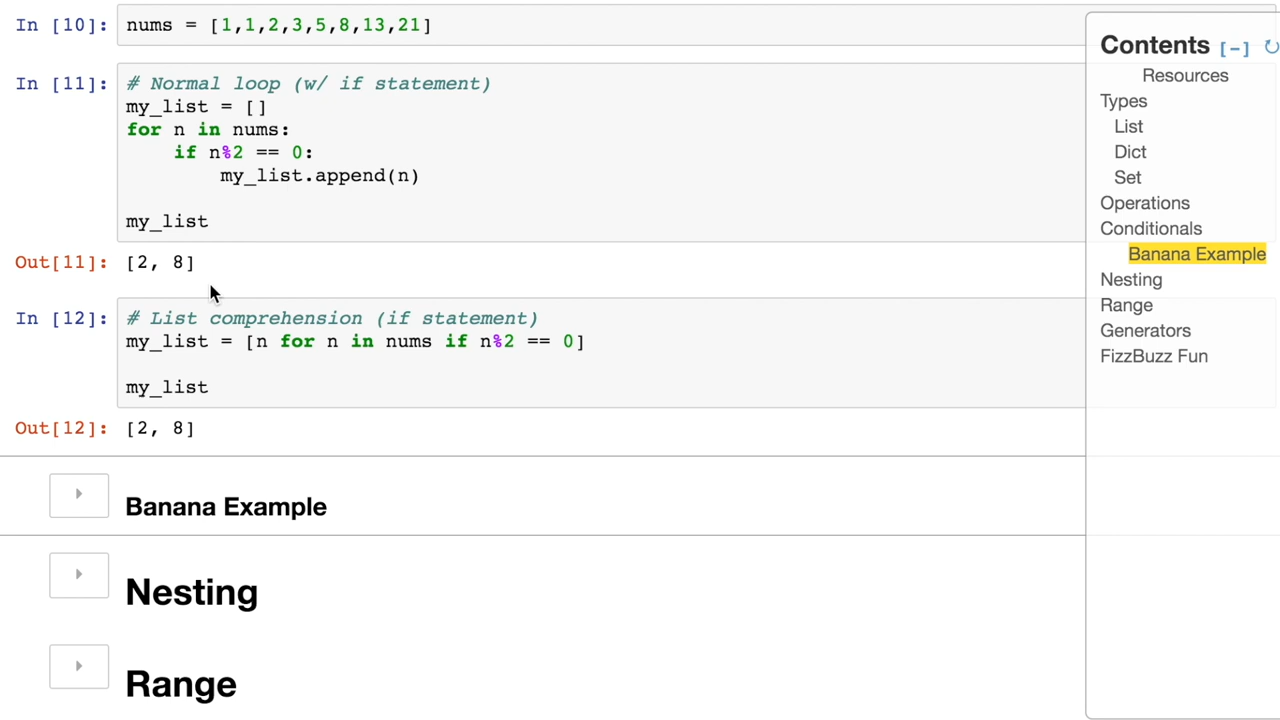 In [10]: nums = [1,1,2,3,5,8,13,21]
In [11]: # Normal loop (w/ if statement)
my_list = []
for n in nums:
    if n%2 == 0:
        my_list.append(n)
my_list
Out[11]: [2, 8]
In [12]: # List comprehension (if statement)
my_list = [n for n in nums if n%2 == 0]
my_list
Out[12]: [2, 8]
Banana Example
Nesting
Range
Contents [-] ↻
Resources
Types
List
Dict
Set
Operations
Conditionals
Banana Example
Nesting
Range
Generators
FizzBuzz Fun